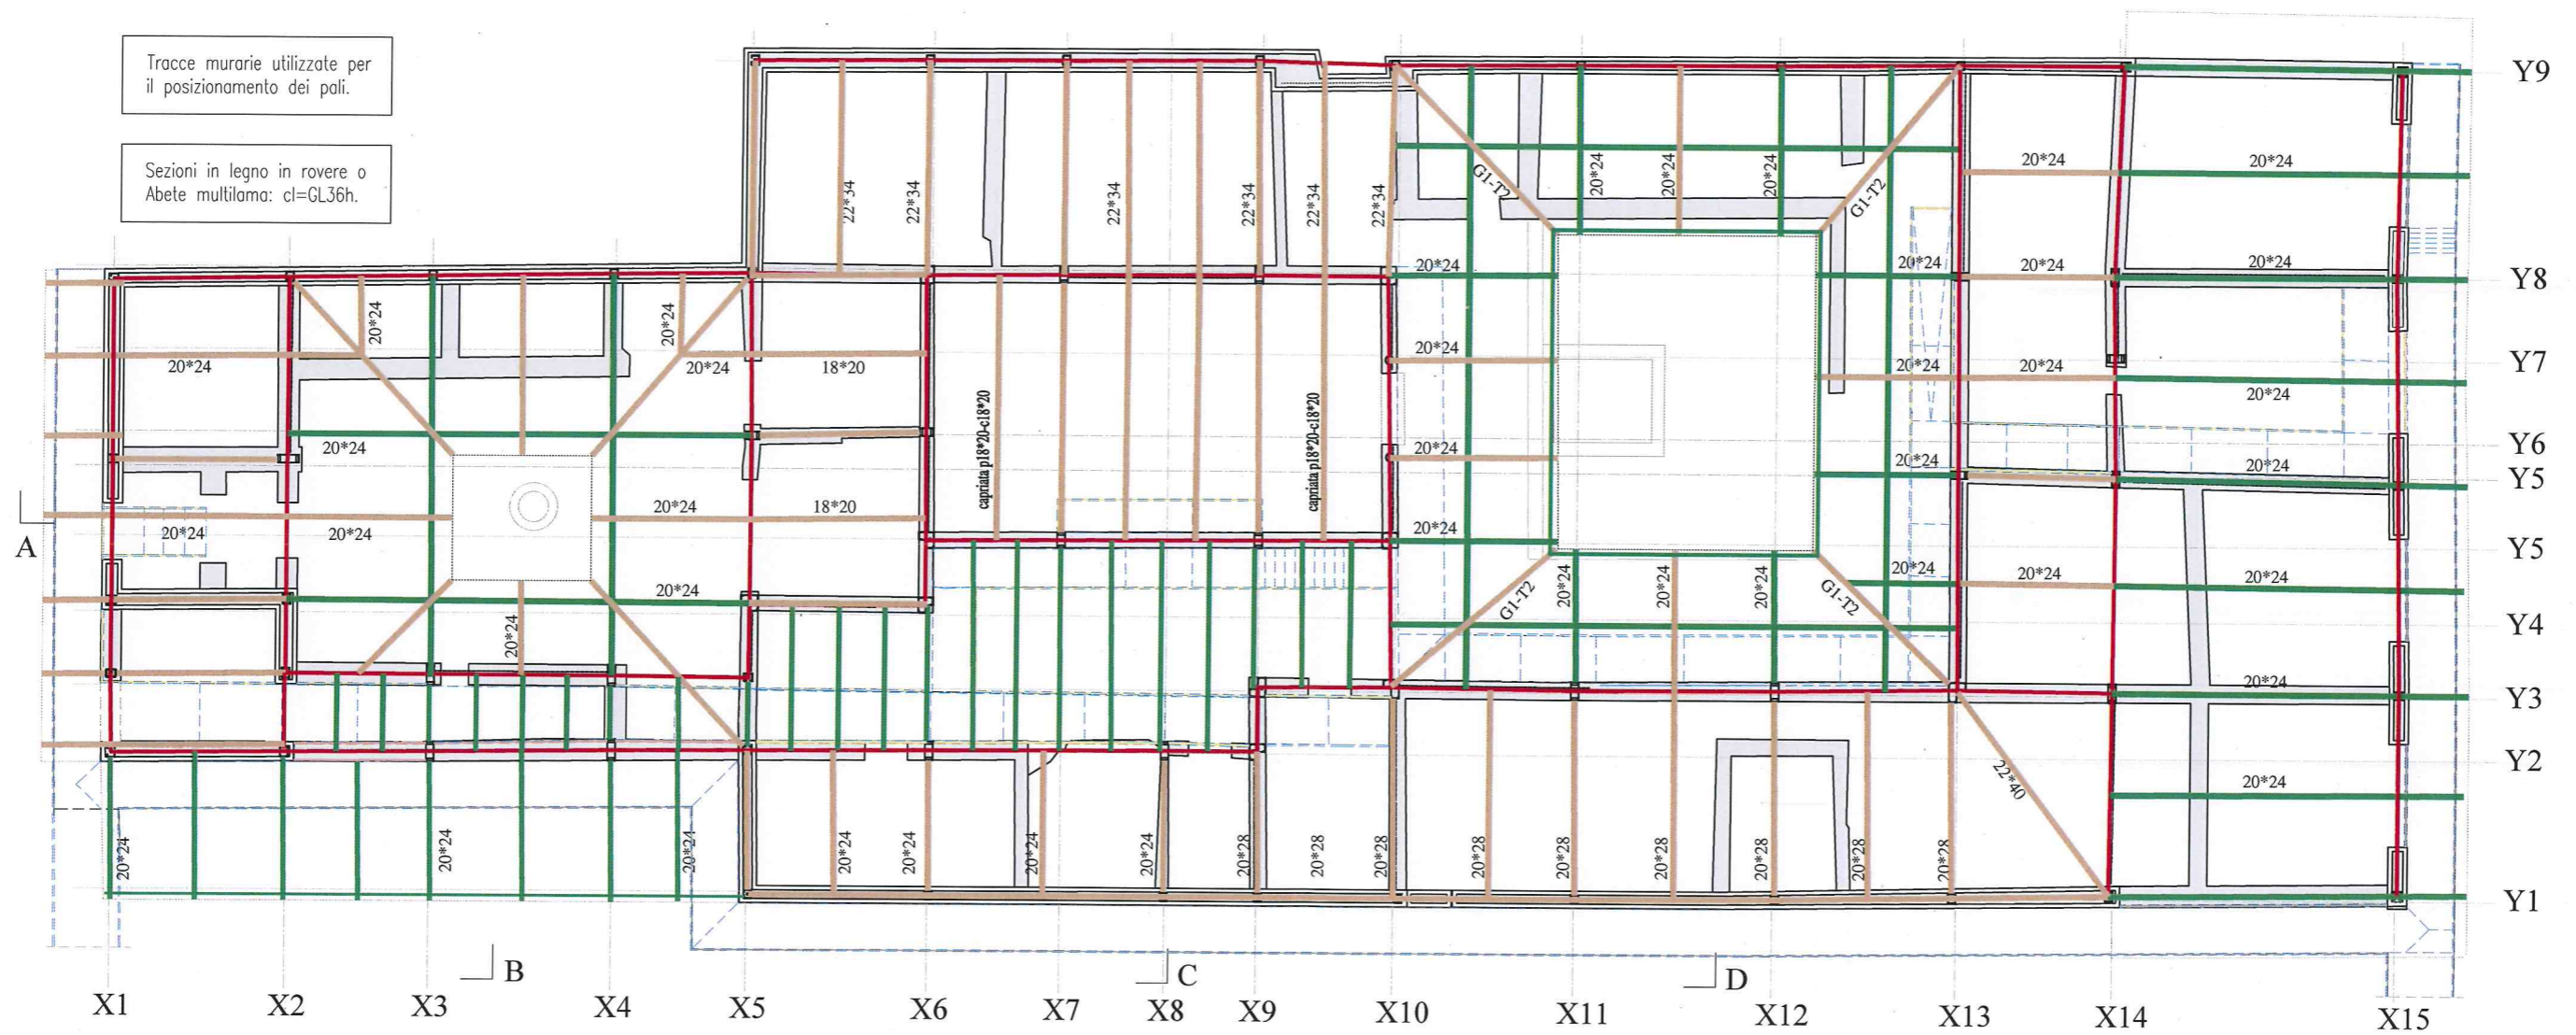 Tracce murarie utilizzate per
il posizionamento dei pali.
Sezioni in legno in rovere o
Abete multilama: cl=GL36h.
Y9
20*24
20*24
20*24
20*24
20*24
G1-T2
G1-T2
22*34
22*34
22*34
22*34
22*34
22*34
20*24
20*24
20*24
20*24
Y8
20*24
20*24
20*24
20*24
18*20
20*24
20*24
20*24
Y7
20*24
capriata p18*20-c18*20
capriata p18*20-c18*20
20*24
20*24
Y6
20*24
20*24
Y5
20*24
20*24
20*24
18*20
20*24
Y5
A
20*24
20*24
20*24
20*24
20*24
20*24
20*24
20*24
G1-T2
G1-T2
Y4
20*24
Y3
22*40
20*24
Y2
20*24
20*24
20*24
20*24
20*24
20*24
20*24
20*28
20*28
20*28
20*28
20*28
20*28
20*28
20*28
Y1
B
C
D
X1
X2
X3
X4
X5
X6
X7
X8
X9
X10
X11
X12
X13
X14
X15